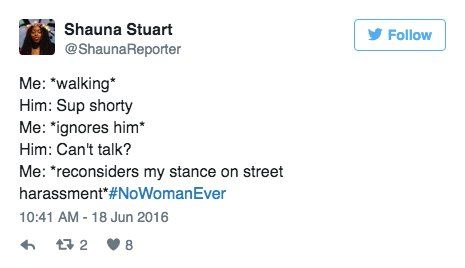 Shauna Stuart
@ShaunaReporter
Follow
Me: *walking*
Him: Sup shorty
Me: *ignores him*
Him: Can't talk?
Me: *reconsiders my stance on street
harassment*#NoWomanEver
10:41 AM - 18 Jun 2016
2 8